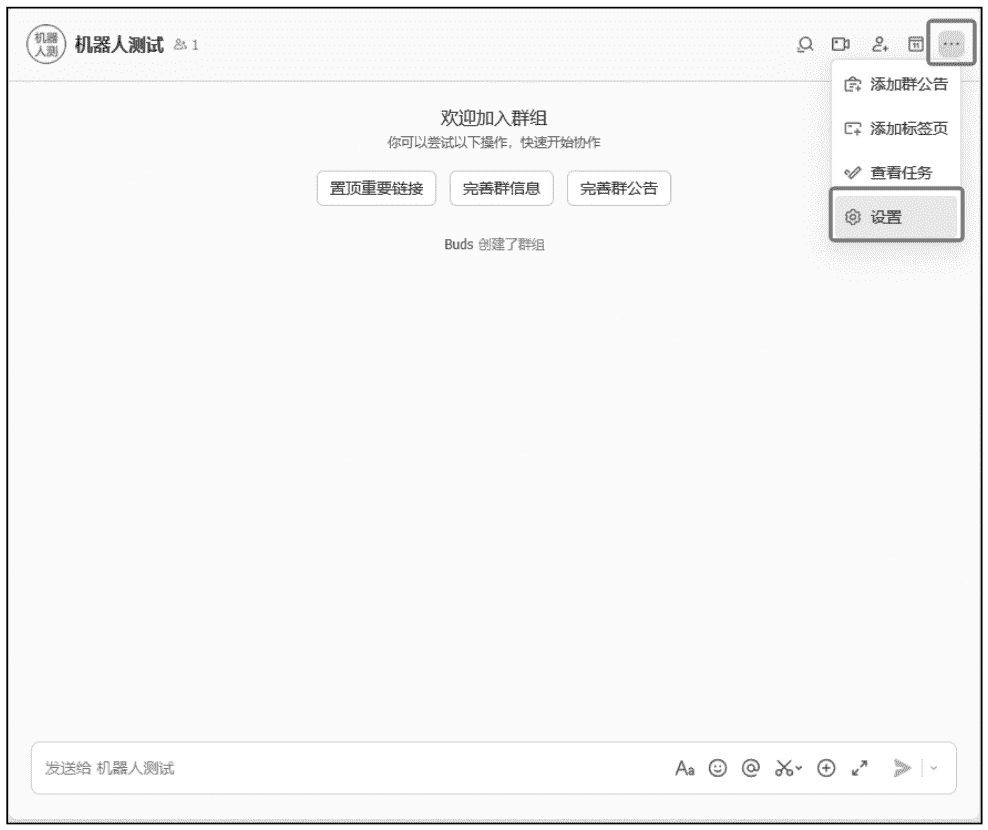 机器
人测
机器人测试 1
11
添加群公告
添加标签页
查看任务
设置
欢迎加入群组
你可以尝试以下操作，快速开始协作
置顶重要链接 完善群信息 完善群公告
Buds 创建了群组
发送给 机器人测试
Aa